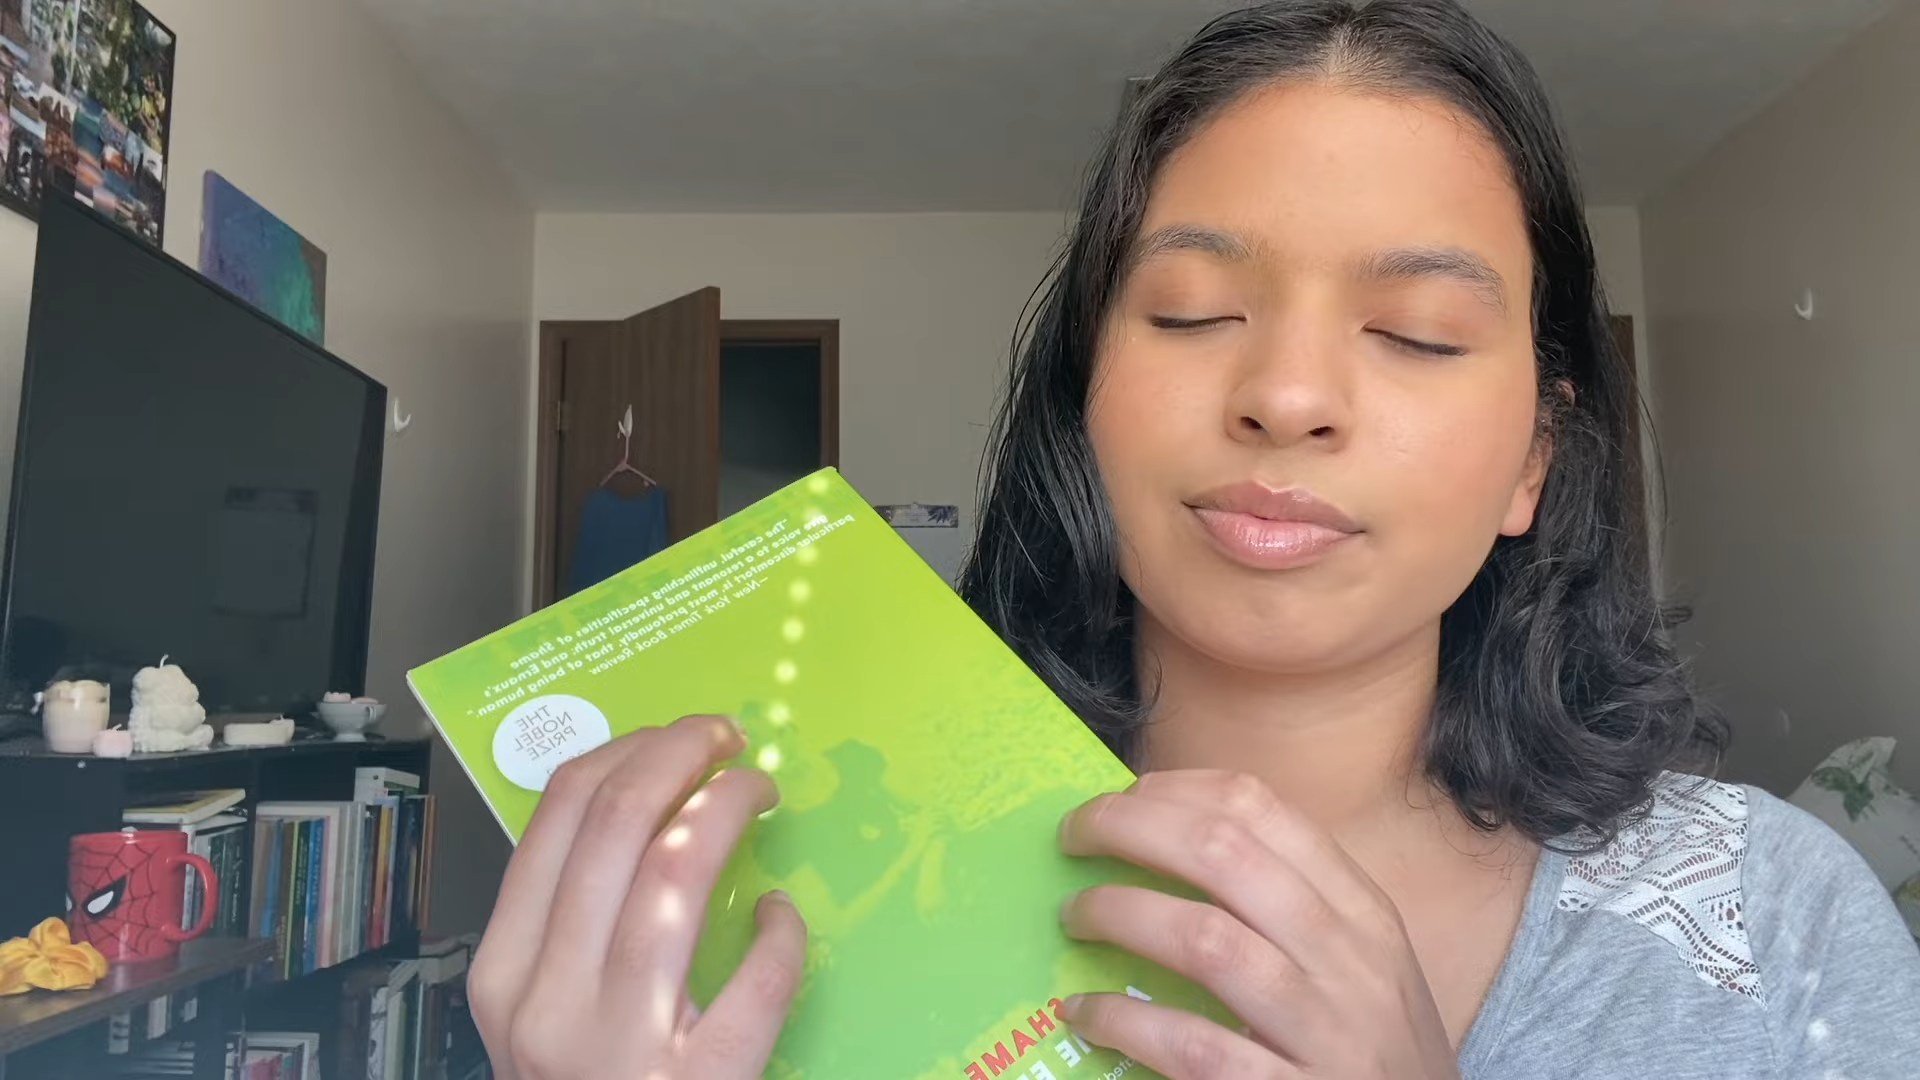 "The careful, unflinching specificities of Shame
give voice to a resonant and universal truth; and Ernaux's
particular discomfort is, most profoundly, that of being human."
—New York Times Book Review
THE
NOBEL
PRIZE
SHAME